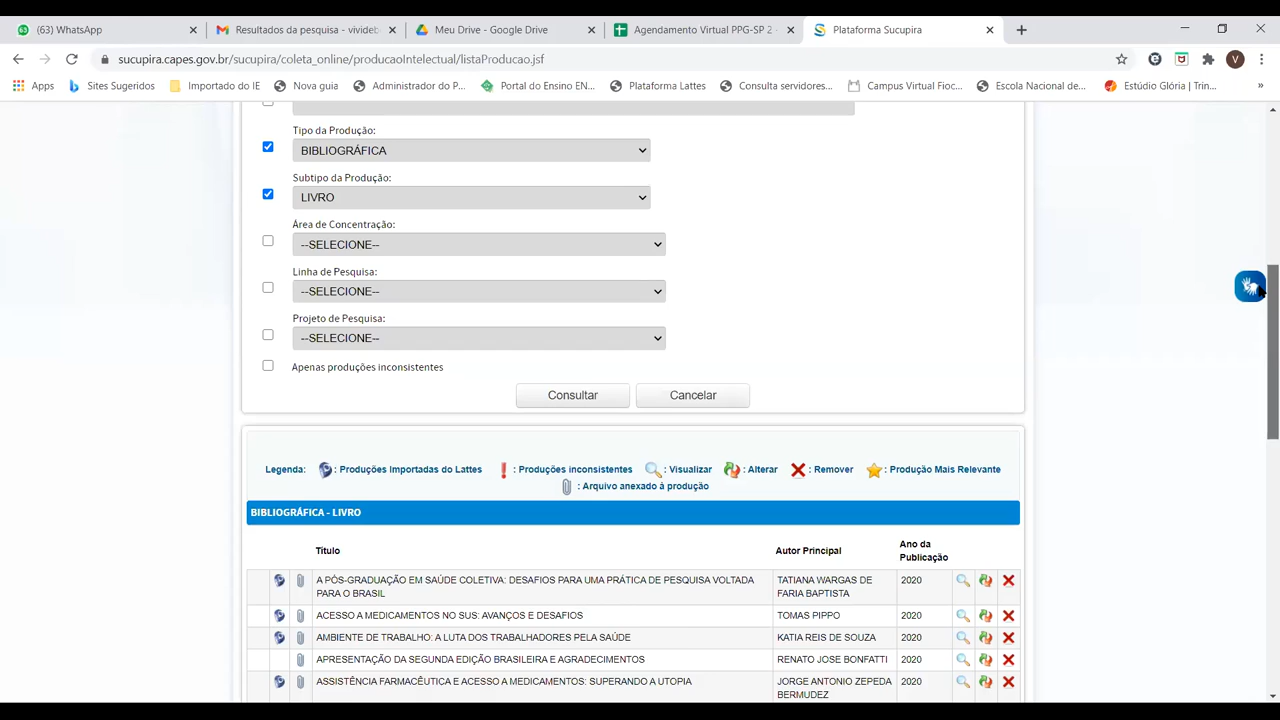 (63) WhatsApp
Resultados da pesquisa - vivideb
Meu Drive - Google Drive
Agendamento Virtual PPG-SP 2
Plataforma Sucupira
sucupira.capes.gov.br/sucupira/coleta_online/producaoIntelectual/listaProducao.jsf
V
Apps
Sites Sugeridos
Importado do IE
Nova guia
Administrador do P...
Portal do Ensino EN...
Plataforma Lattes
Consulta servidores...
Campus Virtual Fioc...
Escola Nacional de...
Estúdio Glória | Trin...
»
Tipo da Produção:
BIBLIOGRÁFICA
Subtipo da Produção:
LIVRO
Área de Concentração:
--SELECIONE--
Linha de Pesquisa:
--SELECIONE--
Projeto de Pesquisa:
--SELECIONE--
Apenas produções inconsistentes
Consultar
Cancelar
Legenda: : Produções Importadas do Lattes : Produções inconsistentes : Visualizar : Alterar : Remover : Produção Mais Relevante
: Arquivo anexado à produção
BIBLIOGRÁFICA - LIVRO
Título
Autor Principal
Ano da
Publicação
A PÓS-GRADUAÇÃO EM SAÚDE COLETIVA: DESAFIOS PARA UMA PRÁTICA DE PESQUISA VOLTADA
PARA O BRASIL
TATIANA WARGAS DE
FARIA BAPTISTA
2020
ACESSO A MEDICAMENTOS NO SUS: AVANÇOS E DESAFIOS
TOMAS PIPPO
2020
AMBIENTE DE TRABALHO: A LUTA DOS TRABALHADORES PELA SAÚDE
KATIA REIS DE SOUZA
2020
APRESENTAÇÃO DA SEGUNDA EDIÇÃO BRASILEIRA E AGRADECIMENTOS
RENATO JOSE BONFATTI
2020
ASSISTÊNCIA FARMACÊUTICA E ACESSO A MEDICAMENTOS: SUPERANDO A UTOPIA
JORGE ANTONIO ZEPEDA
BERMUDEZ
2020